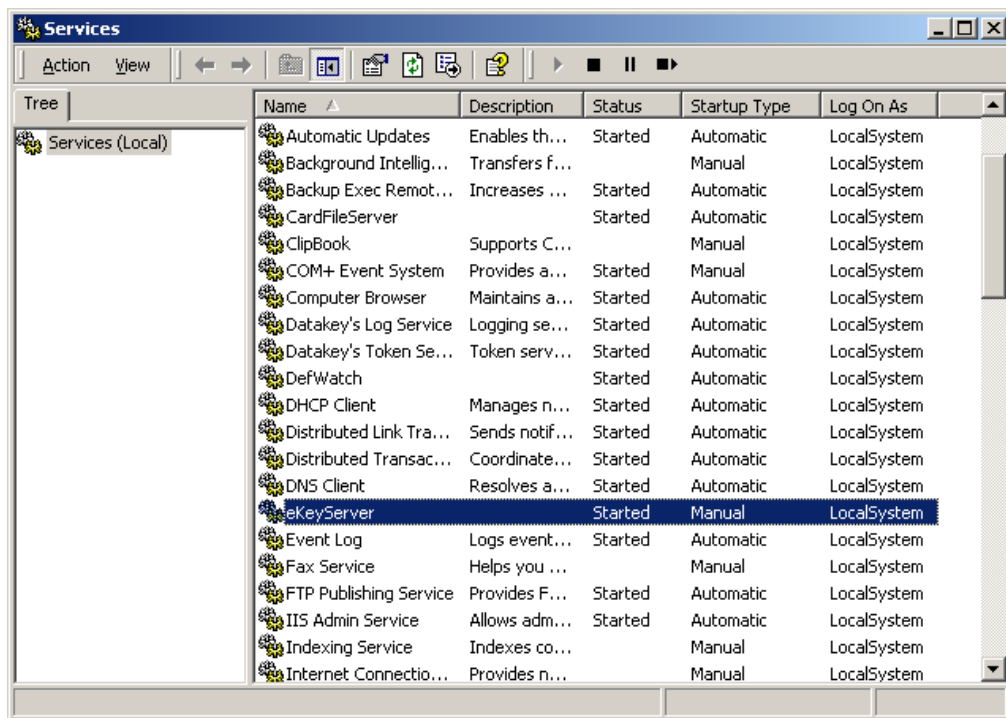 Services
Action View
Tree
Name Description Status Startup Type Log On As
Services (Local)
Automatic Updates Enables th... Started Automatic LocalSystem
Background Intellig... Transfers f... Manual LocalSystem
Backup Exec Remot... Increases ... Started Automatic LocalSystem
CardFileServer Started Automatic LocalSystem
ClipBook Supports C... Manual LocalSystem
COM+ Event System Provides a... Started Manual LocalSystem
Computer Browser Maintains a... Started Automatic LocalSystem
Datakey's Log Service Logging se... Started Automatic LocalSystem
Datakey's Token Se... Token serv... Started Automatic LocalSystem
DefWatch Started Automatic LocalSystem
DHCP Client Manages n... Started Automatic LocalSystem
Distributed Link Tra... Sends notif... Started Automatic LocalSystem
Distributed Transac... Coordinate... Started Automatic LocalSystem
DNS Client Resolves a... Started Automatic LocalSystem
eKeyServer Started Manual LocalSystem
Event Log Logs event... Started Automatic LocalSystem
Fax Service Helps you ... Manual LocalSystem
FTP Publishing Service Provides F... Started Automatic LocalSystem
IIS Admin Service Allows adm... Started Automatic LocalSystem
Indexing Service Indexes co... Manual LocalSystem
Internet Connectio... Provides n... Manual LocalSystem